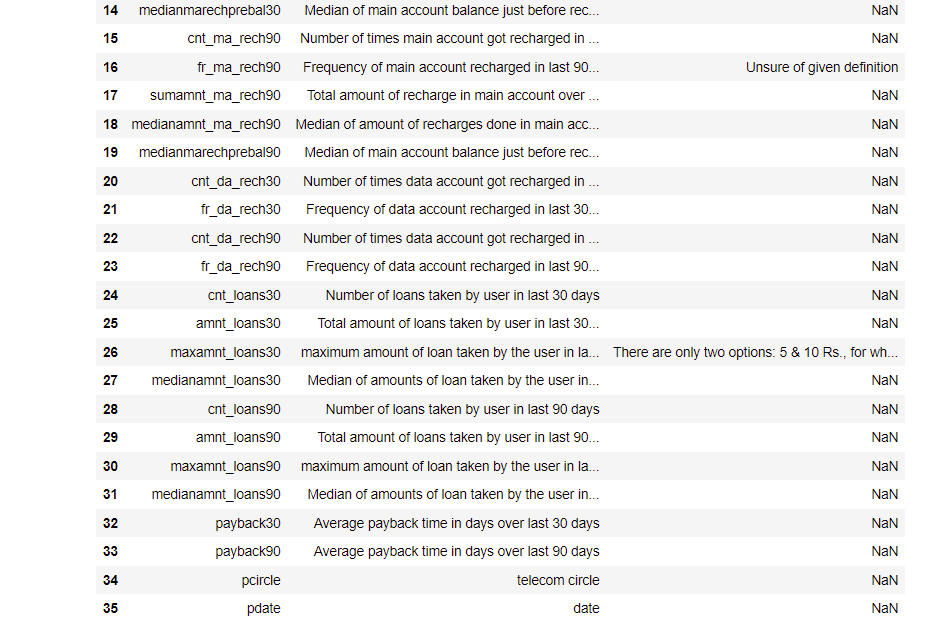 14 medianmarechprebal30 Median of main account balance just before rec... NaN
15 cnt_ma_rech90 Number of times main account got recharged in ... NaN
16 fr_ma_rech90 Frequency of main account recharged in last 90... Unsure of given definition
17 sumamnt_ma_rech90 Total amount of recharge in main account over ... NaN
18 medianamnt_ma_rech90 Median of amount of recharges done in main acc... NaN
19 medianmarechprebal90 Median of main account balance just before rec... NaN
20 cnt_da_rech30 Number of times data account got recharged in ... NaN
21 fr_da_rech30 Frequency of data account recharged in last 30... NaN
22 cnt_da_rech90 Number of times data account got recharged in ... NaN
23 fr_da_rech90 Frequency of data account recharged in last 90... NaN
24 cnt_loans30 Number of loans taken by user in last 30 days NaN
25 amnt_loans30 Total amount of loans taken by user in last 30... NaN
26 maxamnt_loans30 maximum amount of loan taken by the user in la... There are only two options: 5 & 10 Rs., for wh...
27 medianamnt_loans30 Median of amounts of loan taken by the user in... NaN
28 cnt_loans90 Number of loans taken by user in last 90 days NaN
29 amnt_loans90 Total amount of loans taken by user in last 90... NaN
30 maxamnt_loans90 maximum amount of loan taken by the user in la... NaN
31 medianamnt_loans90 Median of amounts of loan taken by the user in... NaN
32 payback30 Average payback time in days over last 30 days NaN
33 payback90 Average payback time in days over last 90 days NaN
34 pcircle telecom circle NaN
35 pdate date NaN